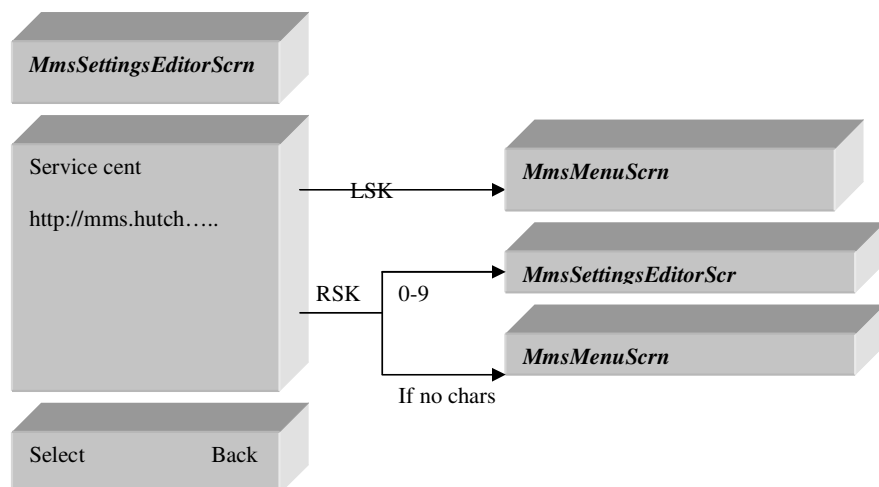 MmsSettingsEditorScrn
Service cent
http://mms.hutch…..
Select Back
LSK
RSK
0-9
If no chars
MmsMenuScrn
MmsSettingsEditorScr
MmsMenuScrn